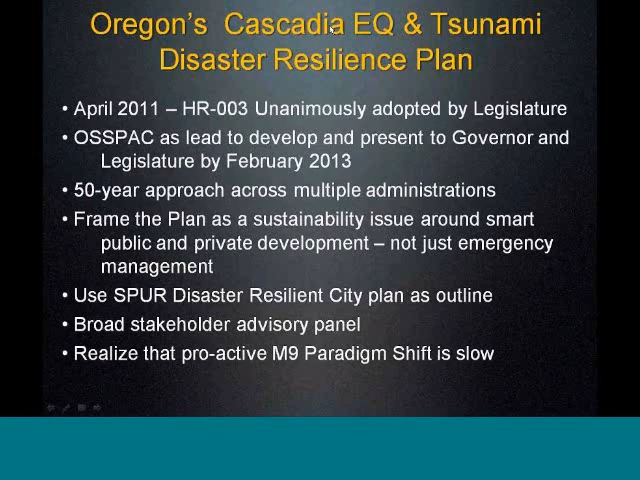 Oregon's Cascadia EQ & Tsunami
Disaster Resilience Plan
• April 2011 – HR-003 Unanimously adopted by Legislature
• OSSPAC as lead to develop and present to Governor and
Legislature by February 2013
• 50-year approach across multiple administrations
• Frame the Plan as a sustainability issue around smart
public and private development – not just emergency
management
• Use SPUR Disaster Resilient City plan as outline
• Broad stakeholder advisory panel
• Realize that pro-active M9 Paradigm Shift is slow